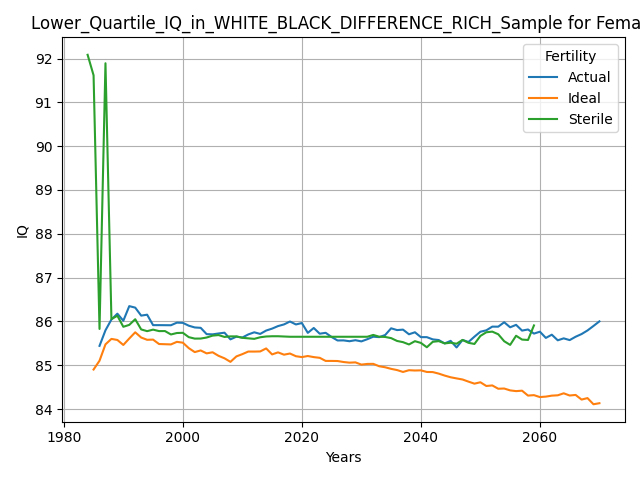 Lower_Quartile_IQ_in_WHITE_BLACK_DIFFERENCE_RICH_Sample for Fema
Fertility
Actual
Ideal
Sterile
92
91
90
89
88
87
86
85
84
IQ
1980
2000
2020
2040
2060
Years